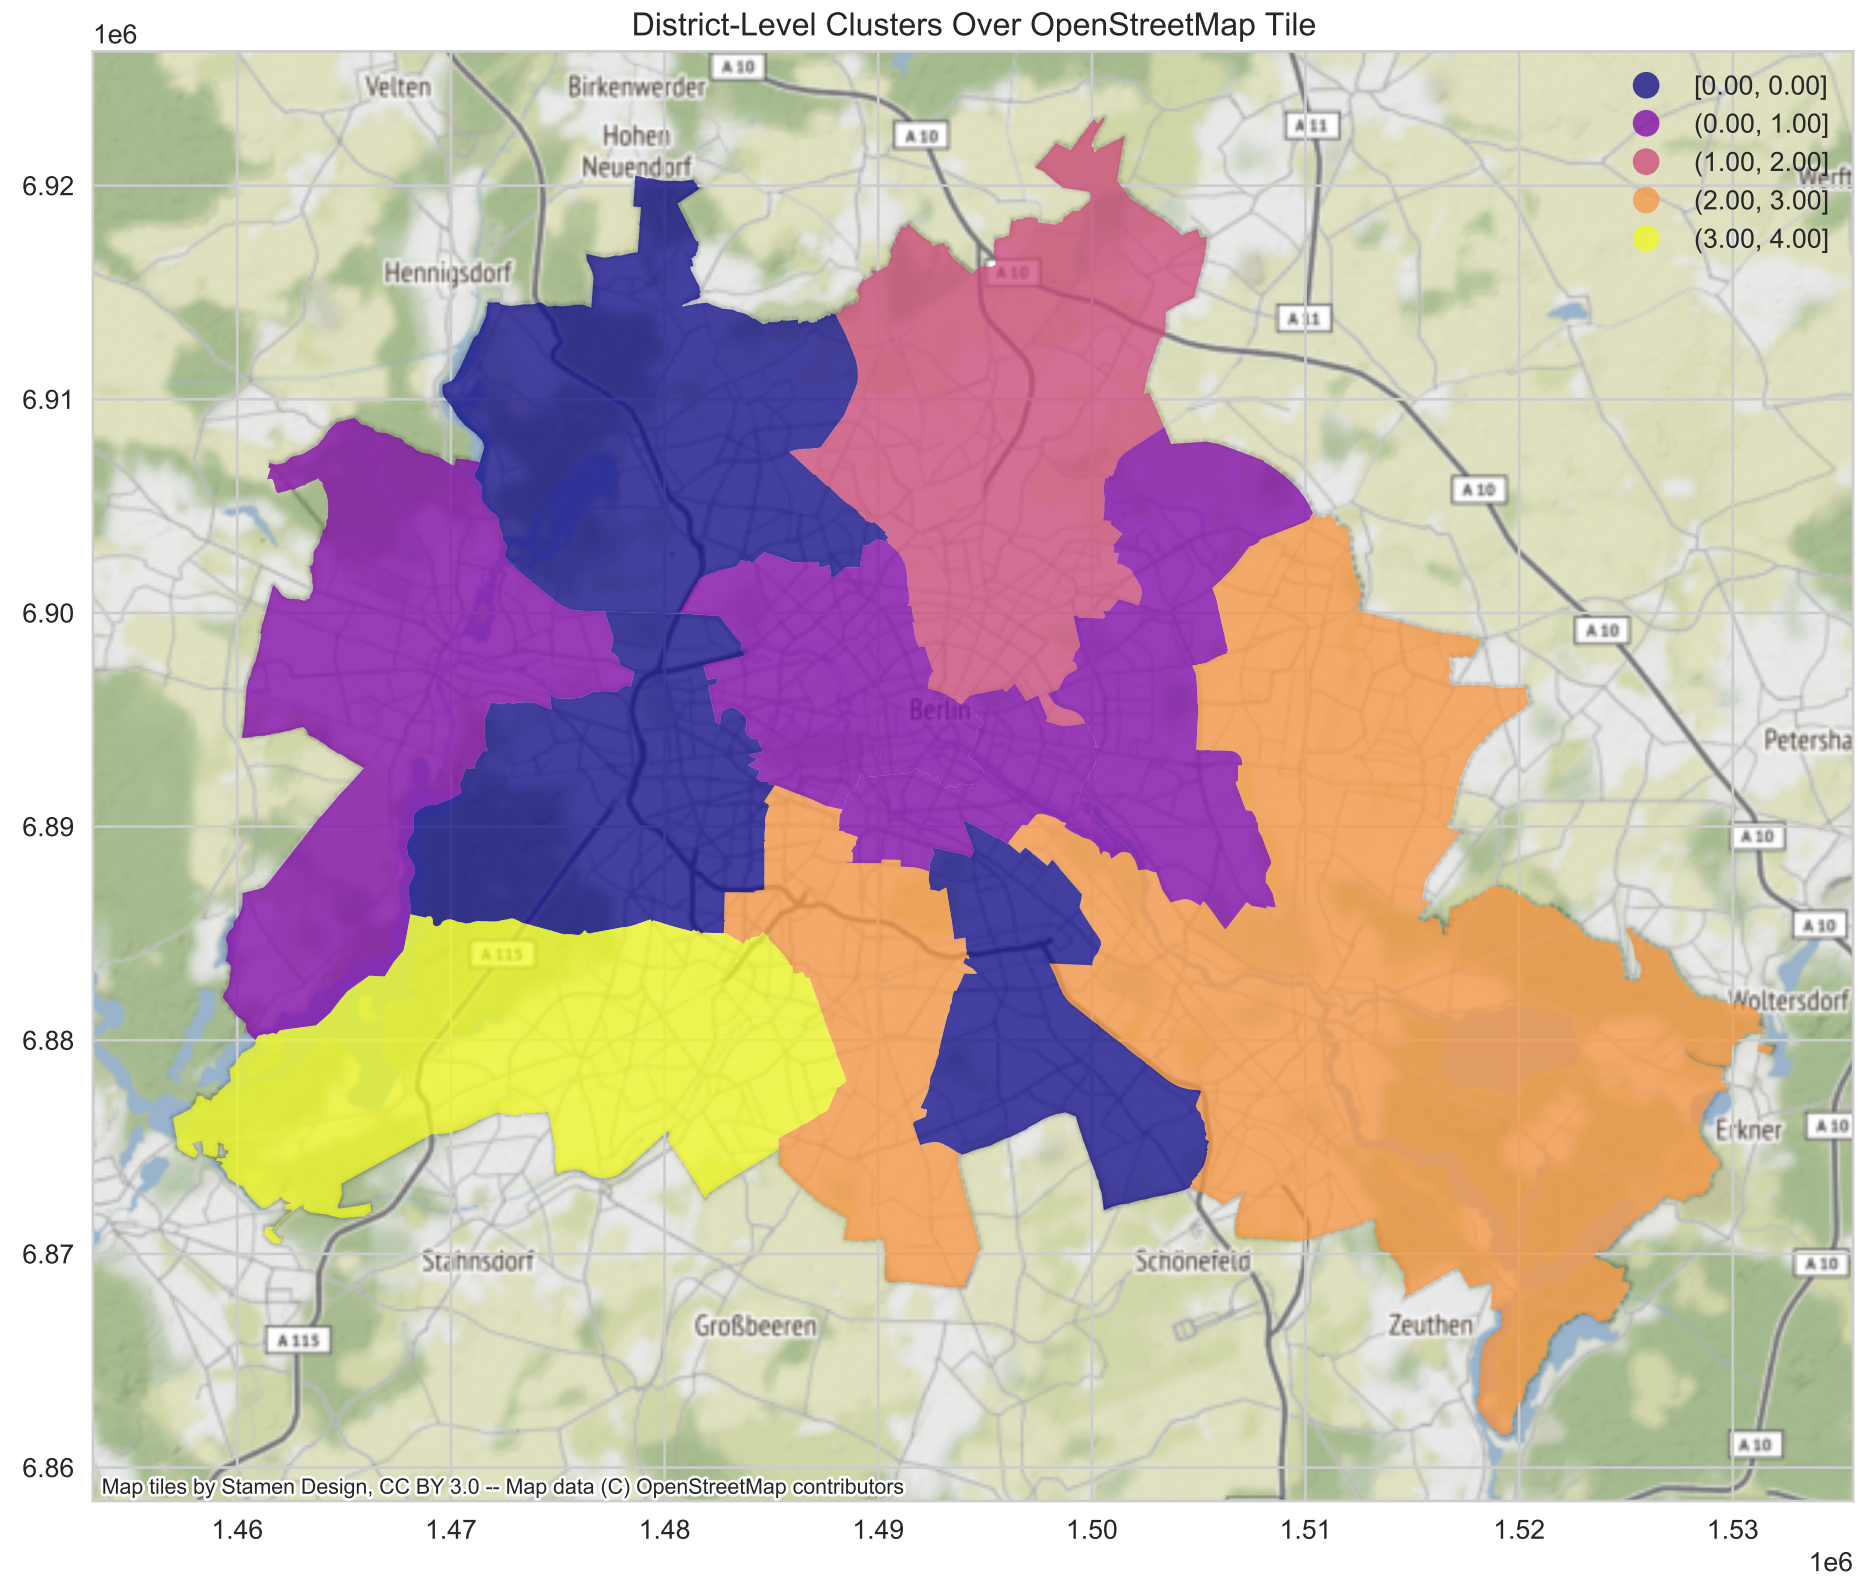 District-Level Clusters Over OpenStreetMap Tile
1e6
Velten
Birkenwerder
A 10
[0.00, 0.00]
(0.00, 1.00]
A 11
A 10
Hohen
Neuendorf
(1.00, 2.00]
6.92
(2.00, 3.00]
(3.00, 4.00]
Hennigsdorf
A 10
A 11
6.91
A 10
6.90
A 10
Berlin
Petersha
6.89
A 10
A 10
A 115
Woltersdorf
6.88
Erkner
A 10
6.87
Stahnsdorf
Schönefeld
A 10
Großbeeren
Zeuthen
A 115
A 10
6.86
Map tiles by Stamen Design, CC BY 3.0 -- Map data (C) OpenStreetMap contributors
1.46
1.47
1.48
1.49
1.50
1.51
1.52
1.53
1e6